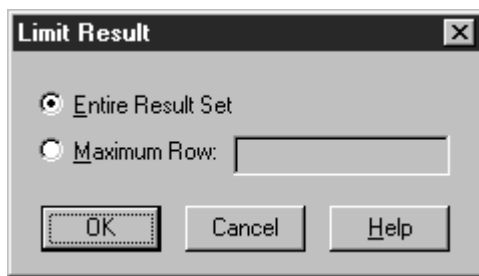 Limit Result
Entire Result Set
Maximum Row:
OK Cancel Help